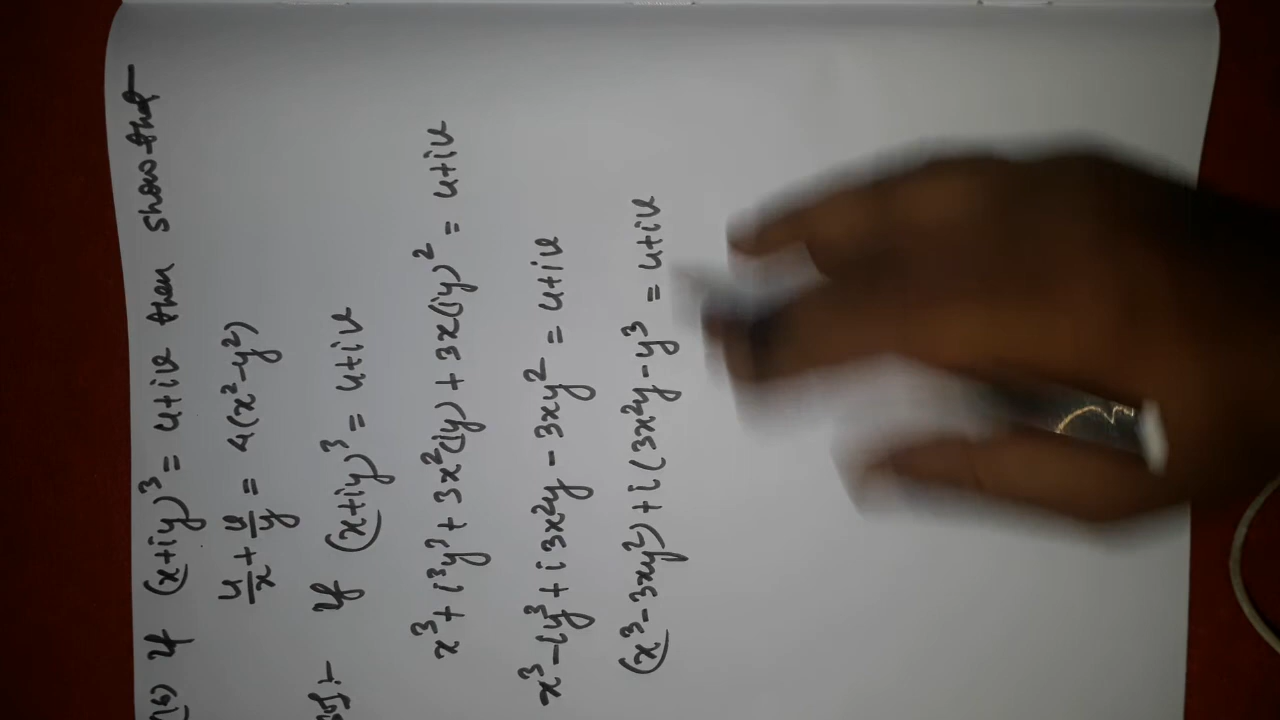 (16) If (x+iy)³ = u+iv then show that
u/x + v/y = 4(x²-y²)
Sol:- If (x+iy)³ = u+iv
x³ + i³y³ + 3x²(iy) + 3x(iy)² = u+iv
x³ - iy³ + i3x²y - 3xy² = u+iv
(x³-3xy²) + i(3x²y-y³ = u+iv